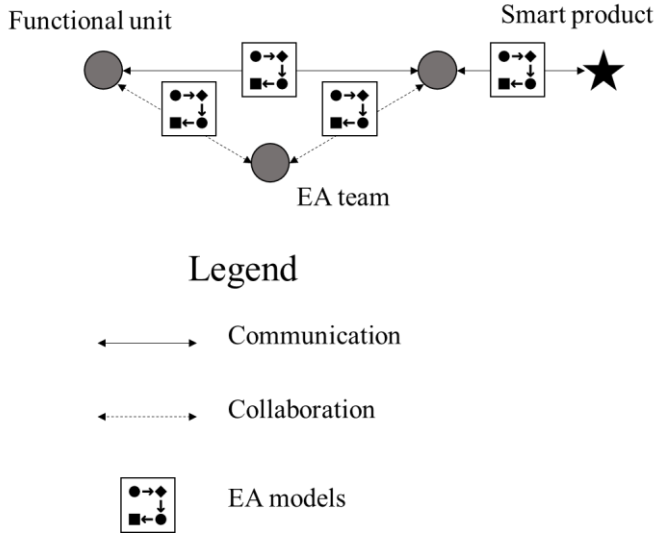 Functional unit
Smart product
EA team
Legend
Communication
Collaboration
EA models